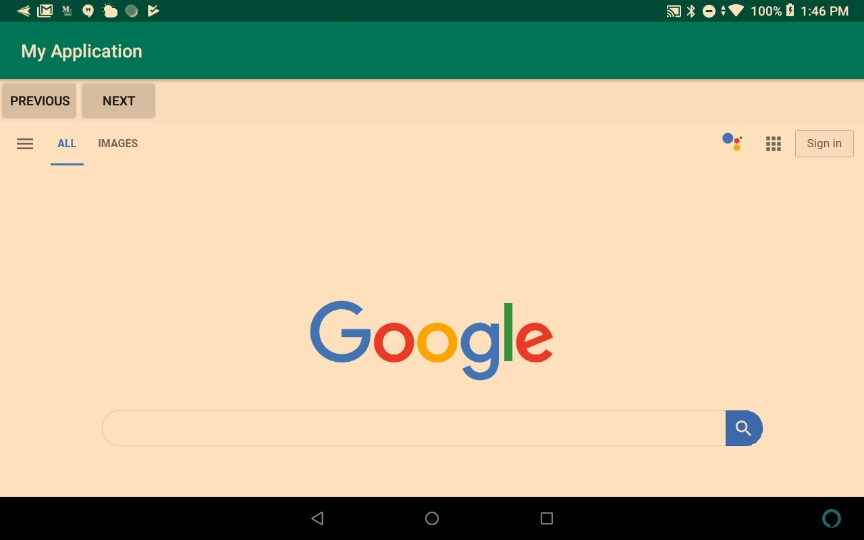 100% 1:46 PM
My Application
PREVIOUS NEXT
ALL IMAGES Sign in
Google